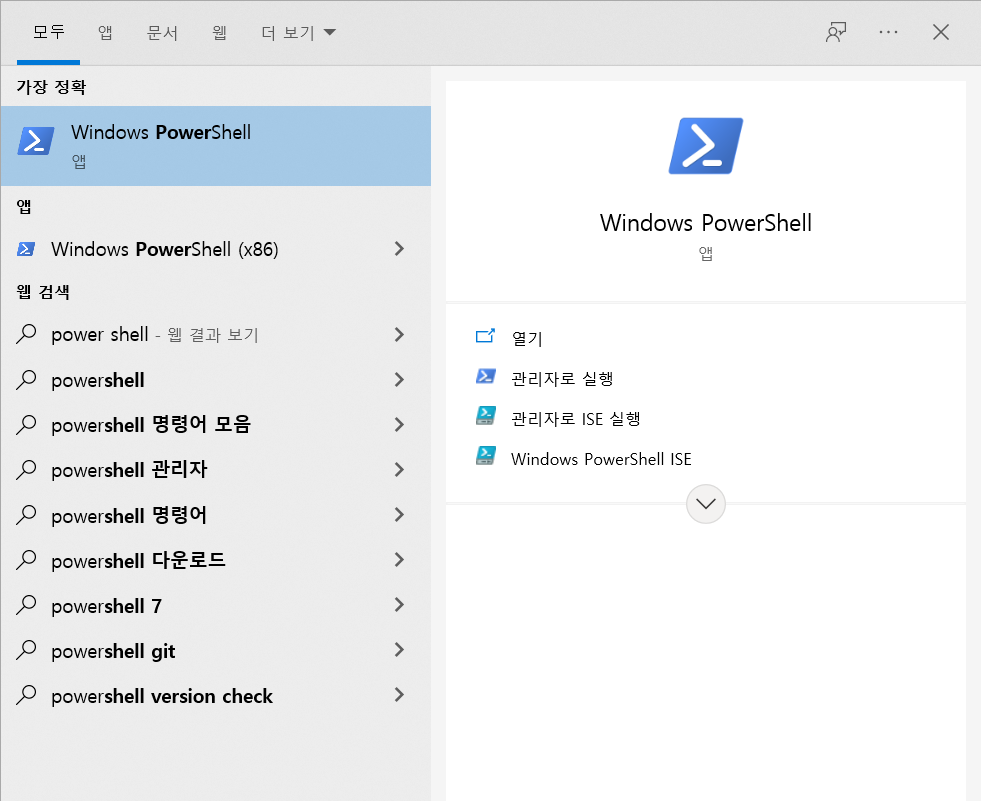 모두 앱 문서 웹 더 보기
가장 정확
Windows PowerShell
앱
앱
Windows PowerShell (x86)
웹 검색
power shell - 웹 결과 보기
powershell
powershell 명령어 모음
powershell 관리자
powershell 명령어
powershell 다운로드
powershell 7
powershell git
powershell version check
Windows PowerShell
앱
열기
관리자로 실행
관리자로 ISE 실행
Windows PowerShell ISE